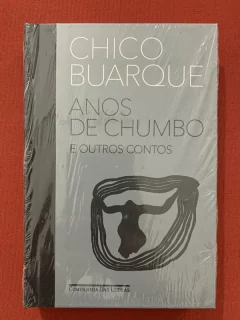 CHICO
BUARQUE
ANOS
DE CHUMBO
E OUTROS CONTOS
COMPANHIA DAS LETRAS